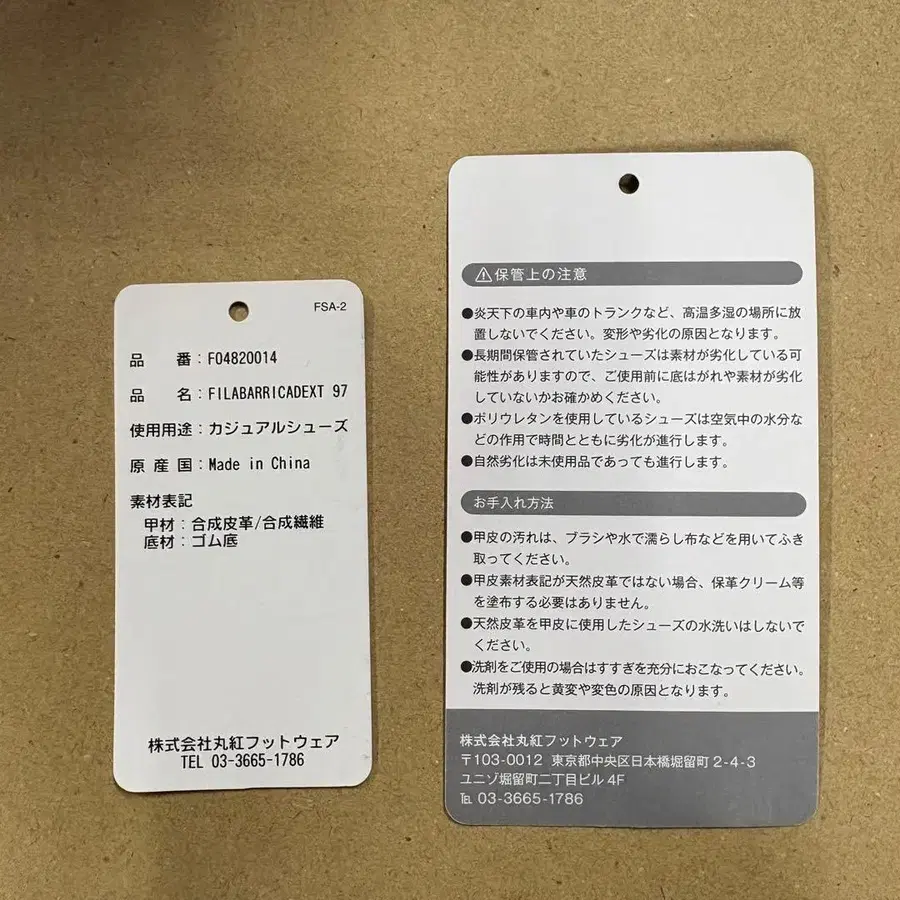 FSA-2
品　番：F04820014
品　名：FILABARRICADEXT 97
使用用途：カジュアルシューズ
原産国：Made in China
素材表記
甲材：合成皮革/合成繊維
底材：ゴム底
株式会社丸紅フットウェア
TEL 03-3665-1786
⚠保管上の注意
●炎天下の車内や車のトランクなど、高温多湿の場所に放
置しないでください。変形や劣化の原因となります。
●長期間保管されていたシューズは素材が劣化している可
能性がありますので、ご使用前に底はがれや素材が劣化
していないかお確かめください。
●ポリウレタンを使用しているシューズは空気中の水分な
どの作用で時間とともに劣化が進行します。
●自然劣化は未使用品であっても進行します。
お手入れ方法
●甲皮の汚れは、ブラシや水で濡らし布などを用いてふき
取ってください。
●甲皮素材表記が天然皮革ではない場合、保革クリーム等
を塗布する必要はありません。
●天然皮革を甲皮に使用したシューズの水洗いはしないで
ください。
●洗剤をご使用の場合はすすぎを充分におこなってください。
洗剤が残ると黄変や変色の原因となります。
株式会社丸紅フットウェア
〒103-0012 東京都中央区日本橋堀留町 2-4-3
ユニゾ堀留町二丁目ビル 4F
℡ 03-3665-1786